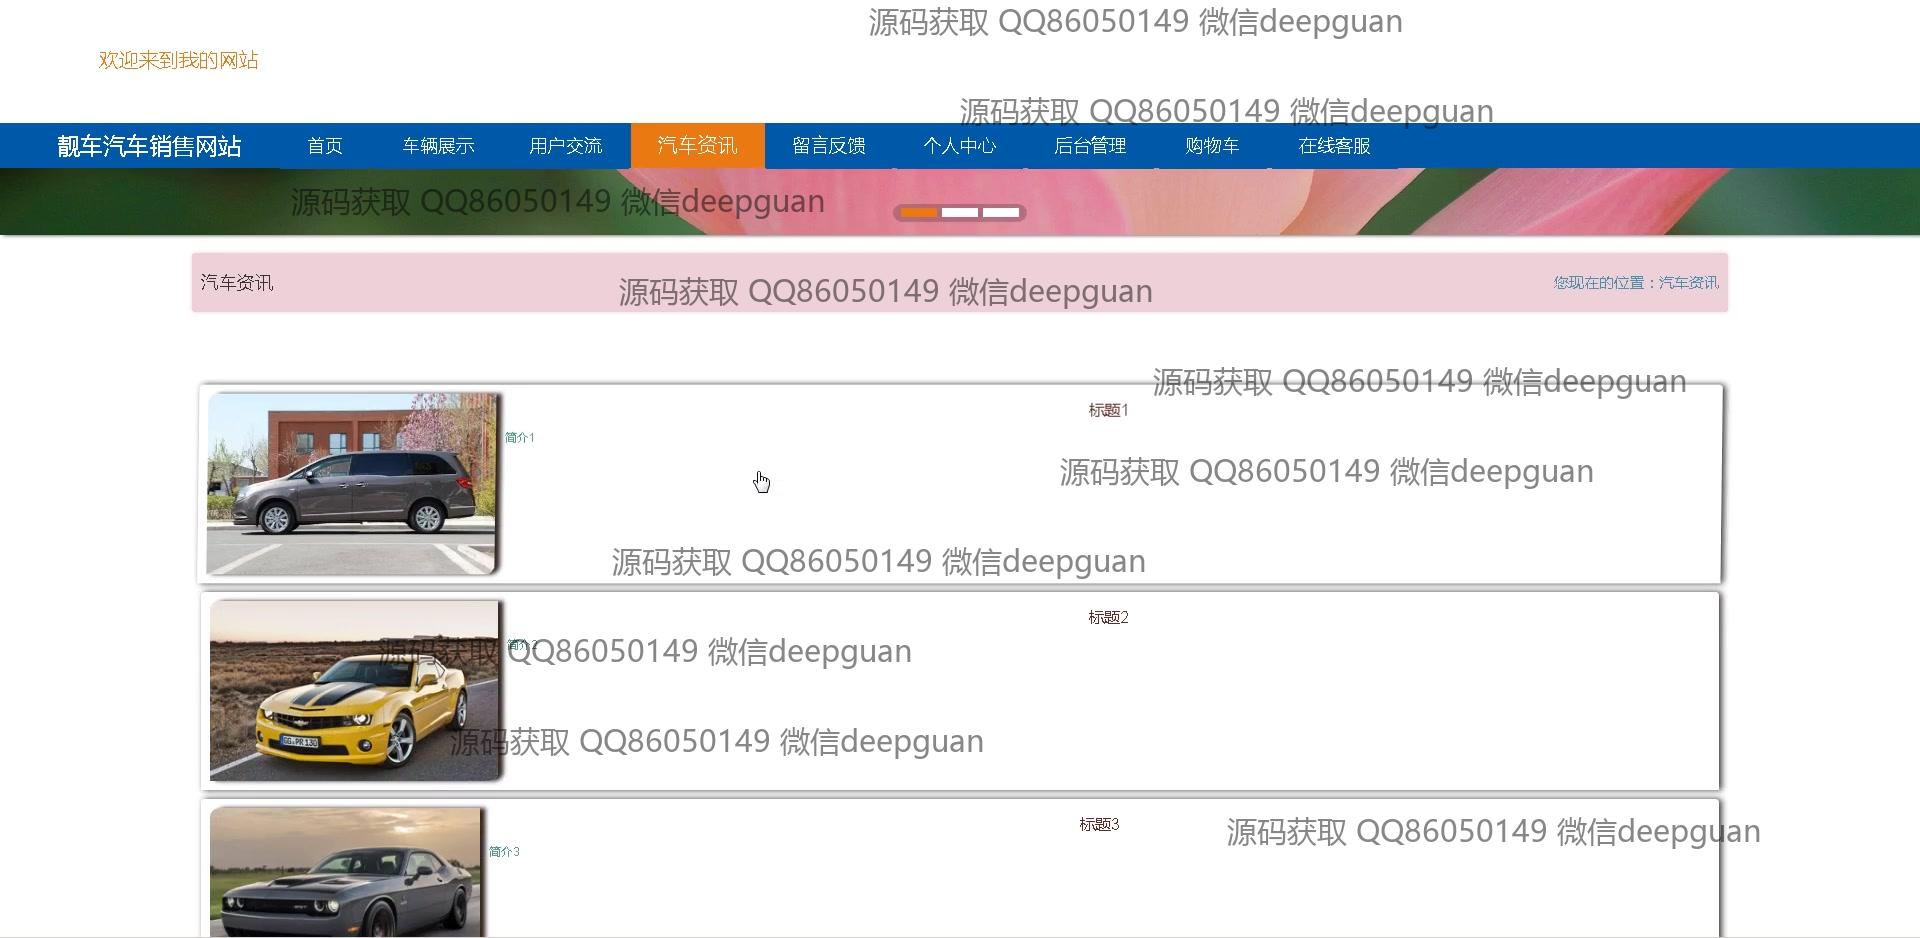 源码获取 QQ86050149 微信deepguan
欢迎来到我的网站
源码获取 QQ86050149 微信deepguan
靓车汽车销售网站 首页 车辆展示 用户交流 汽车资讯 留言反馈 个人中心 后台管理 购物车 在线客服
源码获取 QQ86050149 微信deepguan
汽车资讯
源码获取 QQ86050149 微信deepguan
您现在的位置：汽车资讯
源码获取 QQ86050149 微信deepguan
标题1
简介1
源码获取 QQ86050149 微信deepguan
源码获取 QQ86050149 微信deepguan
标题2
简介2
源码获取 QQ86050149 微信deepguan
GG PR 130
源码获取 QQ86050149 微信deepguan
标题3
源码获取 QQ86050149 微信deepguan
简介3